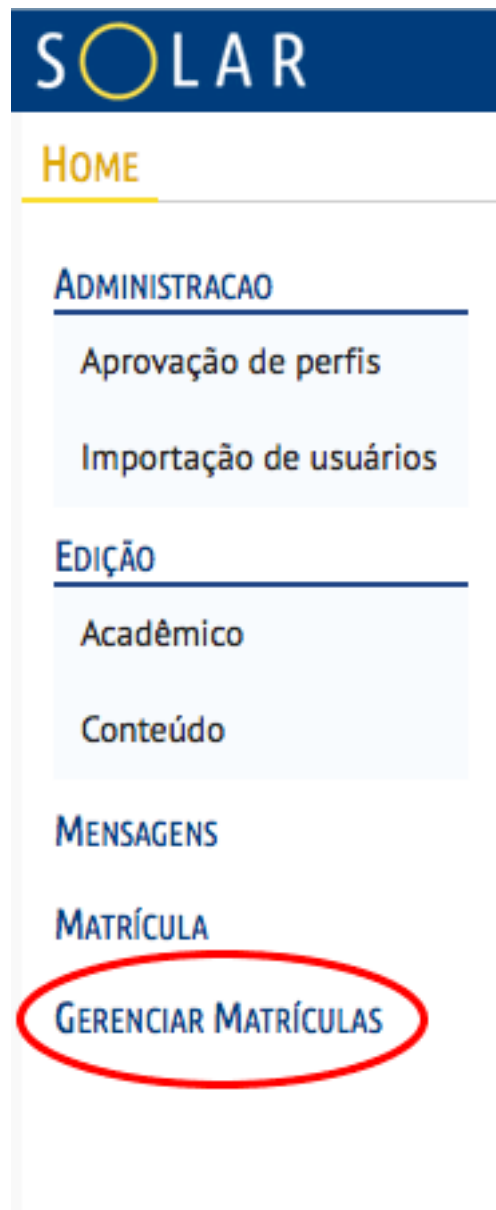 SOLAR
HOME
ADMINISTRACAO
Aprovação de perfis
Importação de usuários
EDIÇÃO
Acadêmico
Conteúdo
MENSAGENS
MATRÍCULA
GERENCIAR MATRÍCULAS